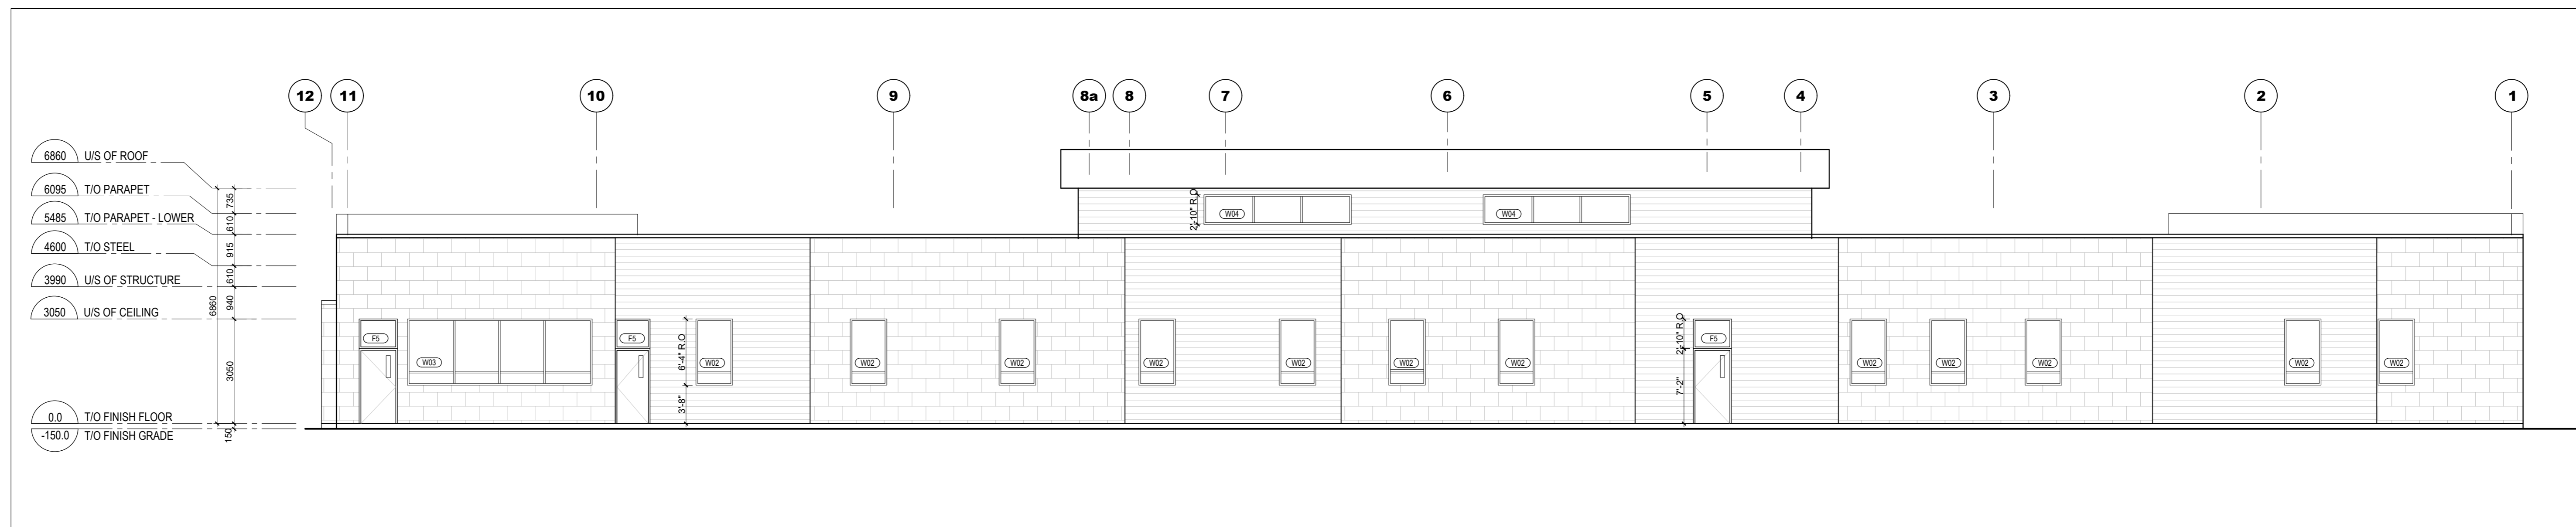 12 11 10 9 8a 8 7 6 5 4 3 2 1
6860 U/S OF ROOF
6095 T/O PARAPET
5485 T/O PARAPET - LOWER
4600 T/O STEEL
3990 U/S OF STRUCTURE
3050 U/S OF CEILING
0.0 T/O FINISH FLOOR
-150.0 T/O FINISH GRADE
6860
735
610
915
610
940
3050
150
2'-10" R.O
W04 W04
F5 F5 F5
W03
6'-4" R.O
3'-8"
2'-10" R.O
7'-2"
W02 W02 W02 W02 W02 W02 W02 W02 W02 W02 W02 W02